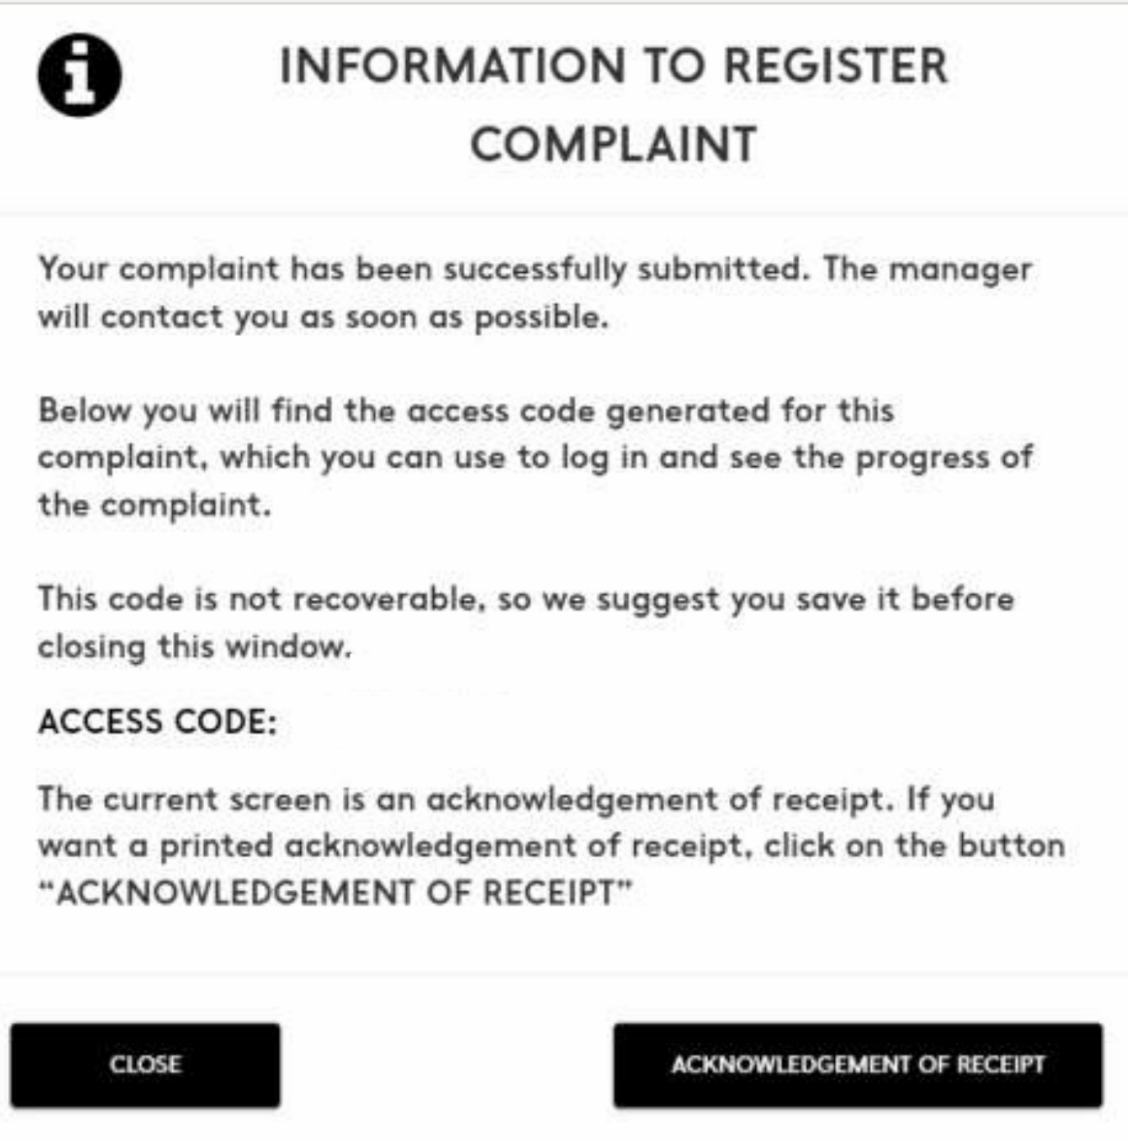 INFORMATION TO REGISTER
COMPLAINT
Your complaint has been successfully submitted. The manager
will contact you as soon as possible.
Below you will find the access code generated for this
complaint, which you can use to log in and see the progress of
the complaint.
This code is not recoverable, so we suggest you save it before
closing this window.
ACCESS CODE:
The current screen is an acknowledgement of receipt. If you
want a printed acknowledgement of receipt, click on the button
“ACKNOWLEDGEMENT OF RECEIPT”
CLOSE
ACKNOWLEDGEMENT OF RECEIPT